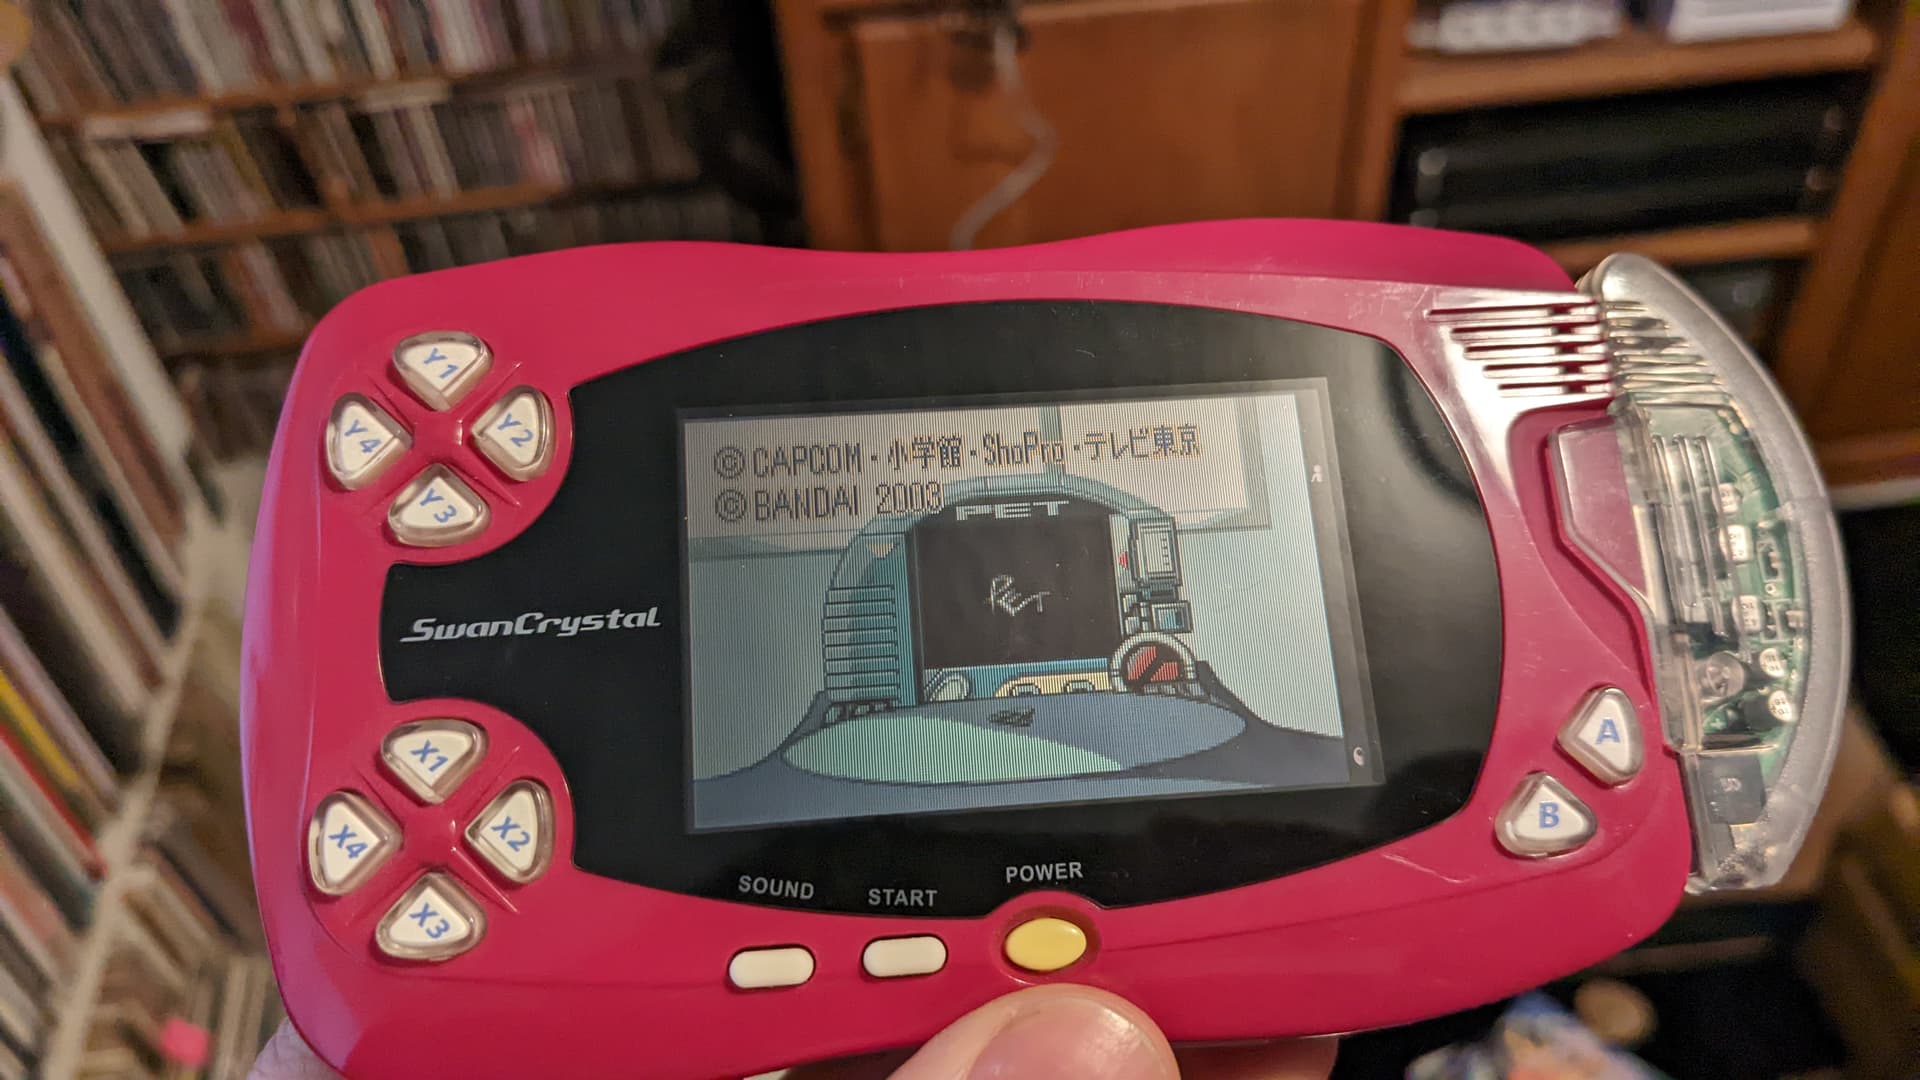 Y1
Y4
Y2
Y3
SwanCrystal
© CAPCOM・小学館・ShoPro・テレビ東京
© BANDAI 2003
PET
PET
X1
X4
X2
X3
A
B
SOUND
START
POWER